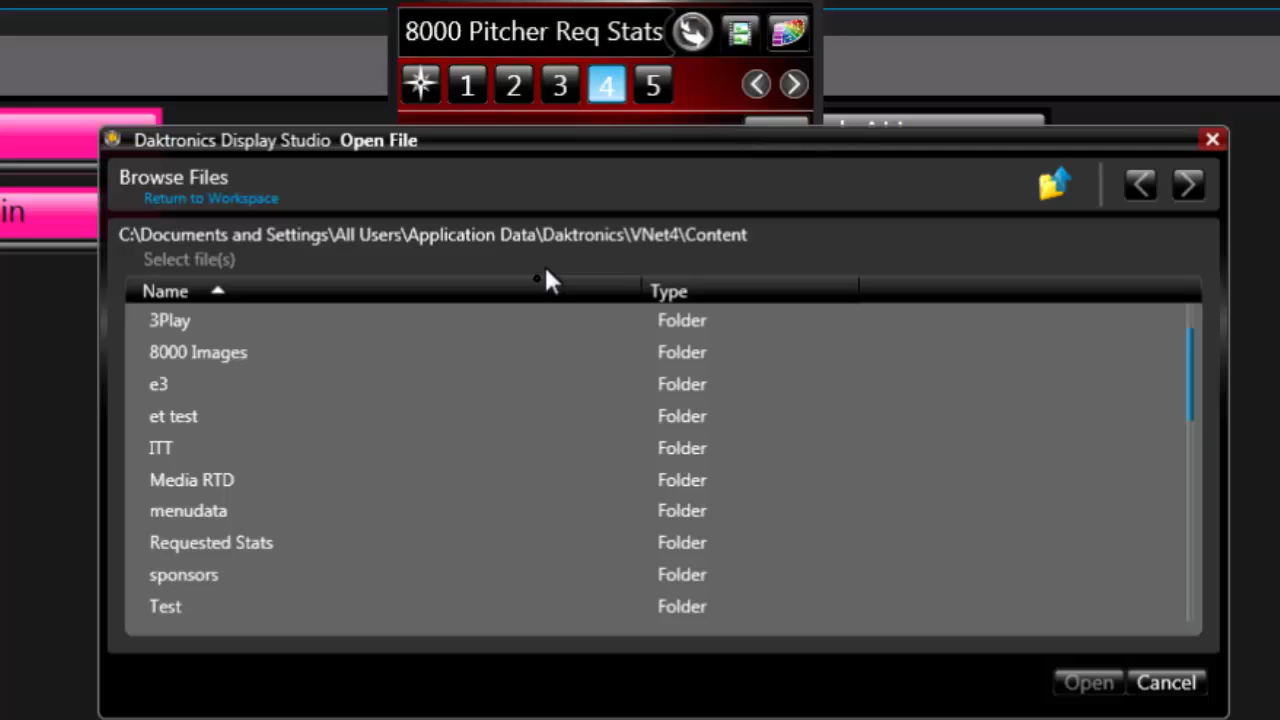 8000 Pitcher Req Stats
1 2 3 4 5
Daktronics Display Studio Open File
in
Browse Files
Return to Workspace
C:\Documents and Settings\All Users\Application Data\Daktronics\VNet4\Content
Select file(s)
Name Type
3Play Folder
8000 Images Folder
e3 Folder
et test Folder
ITT Folder
Media RTD Folder
menudata Folder
Requested Stats Folder
sponsors Folder
Test Folder
Open Cancel